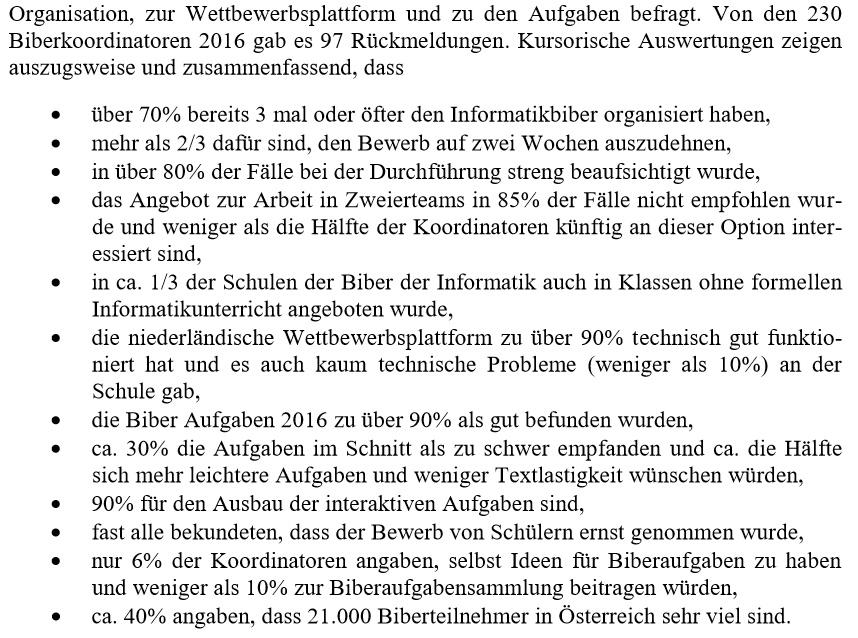 Organisation, zur Wettbewerbsplattform und zu den Aufgaben befragt. Von den 230
Biberkoordinatoren 2016 gab es 97 Rückmeldungen. Kursorische Auswertungen zeigen
auszugsweise und zusammenfassend, dass
• über 70% bereits 3 mal oder öfter den Informatikbiber organisiert haben,
• mehr als 2/3 dafür sind, den Bewerb auf zwei Wochen auszudehnen,
• in über 80% der Fälle bei der Durchführung streng beaufsichtigt wurde,
• das Angebot zur Arbeit in Zweierteams in 85% der Fälle nicht empfohlen wur-
de und weniger als die Hälfte der Koordinatoren künftig an dieser Option inter-
essiert sind,
• in ca. 1/3 der Schulen der Biber der Informatik auch in Klassen ohne formellen
Informatikunterricht angeboten wurde,
• die niederländische Wettbewerbsplattform zu über 90% technisch gut funktio-
niert hat und es auch kaum technische Probleme (weniger als 10%) an der
Schule gab,
• die Biber Aufgaben 2016 zu über 90% als gut befunden wurden,
• ca. 30% die Aufgaben im Schnitt als zu schwer empfanden und ca. die Hälfte
sich mehr leichtere Aufgaben und weniger Textlastigkeit wünschen würden,
• 90% für den Ausbau der interaktiven Aufgaben sind,
• fast alle bekundeten, dass der Bewerb von Schülern ernst genommen wurde,
• nur 6% der Koordinatoren angaben, selbst Ideen für Biberaufgaben zu haben
und weniger als 10% zur Biberaufgabensammlung beitragen würden,
• ca. 40% angaben, dass 21.000 Biberteilnehmer in Österreich sehr viel sind.